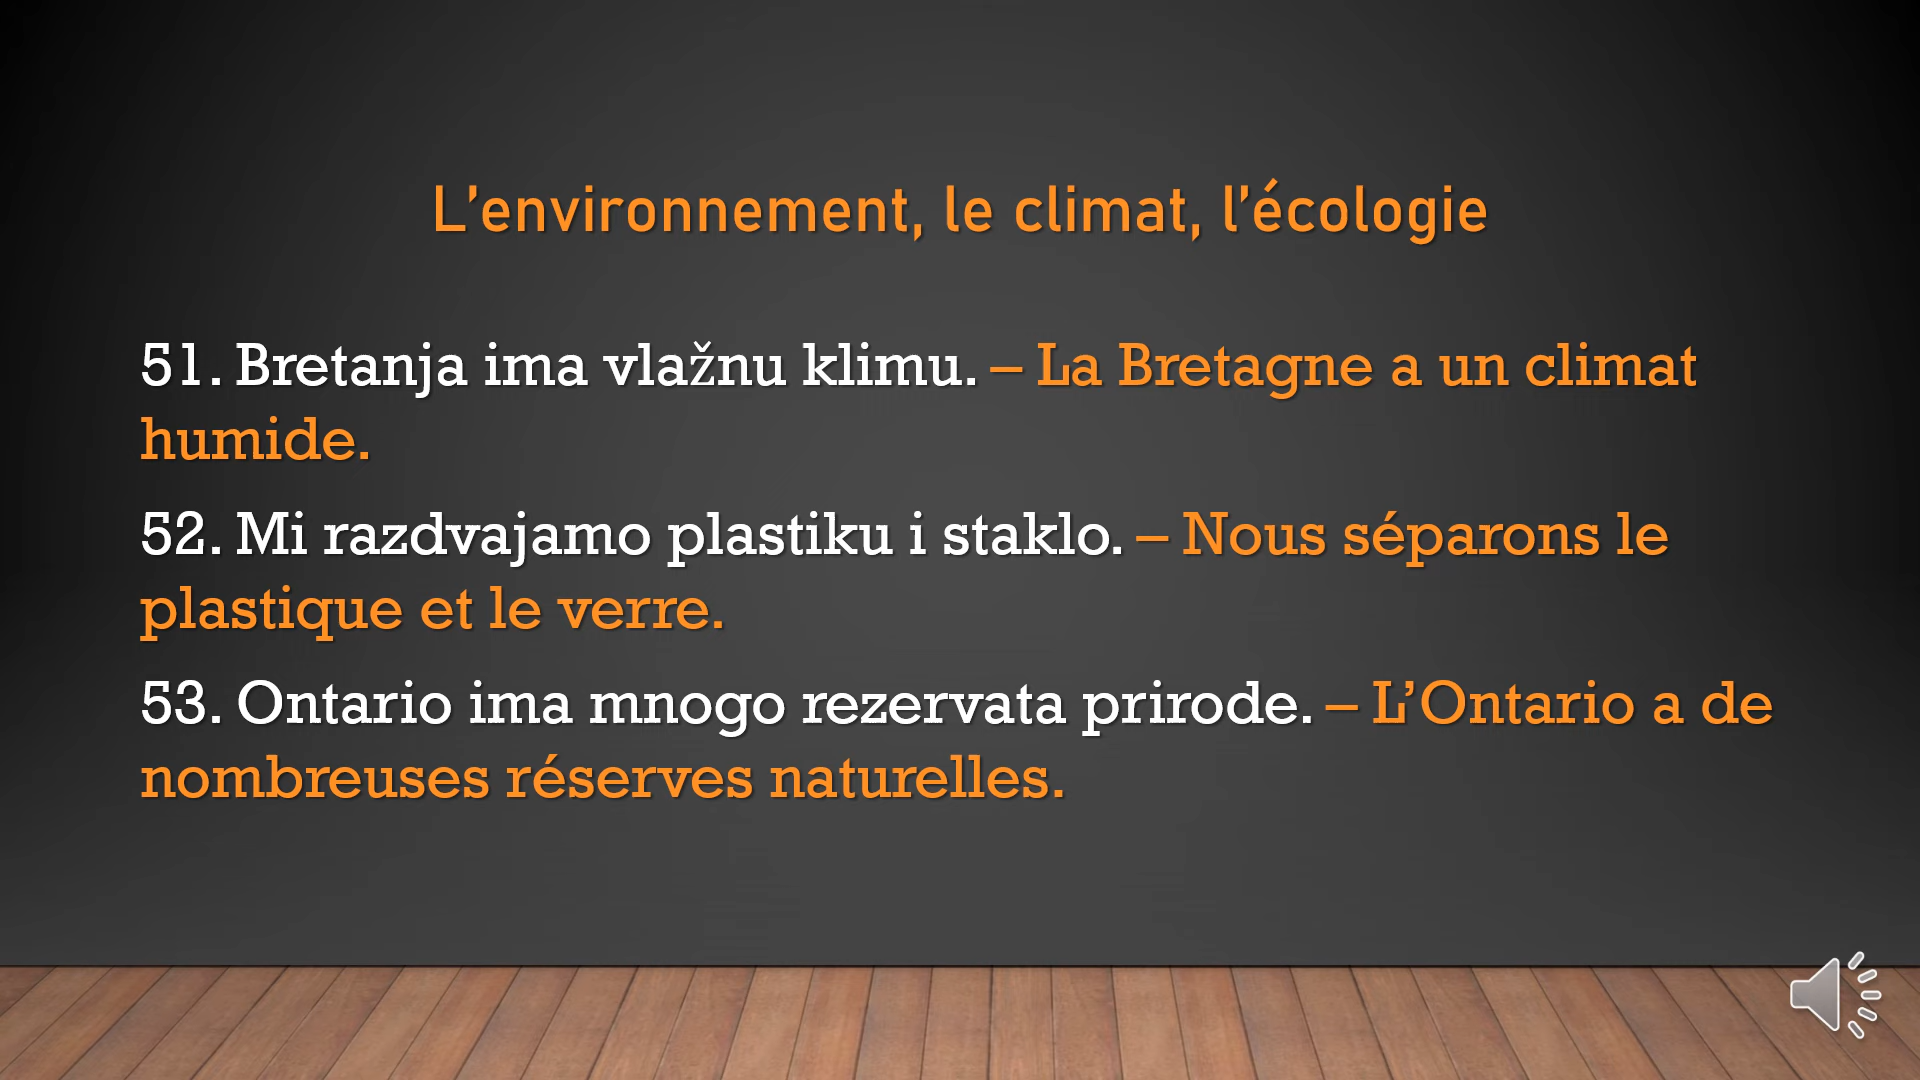 L’environnement, le climat, l’écologie
51. Bretanja ima vlažnu klimu. – La Bretagne a un climat
humide.
52. Mi razdvajamo plastiku i staklo. – Nous séparons le
plastique et le verre.
53. Ontario ima mnogo rezervata prirode. – L’Ontario a de
nombreuses réserves naturelles.